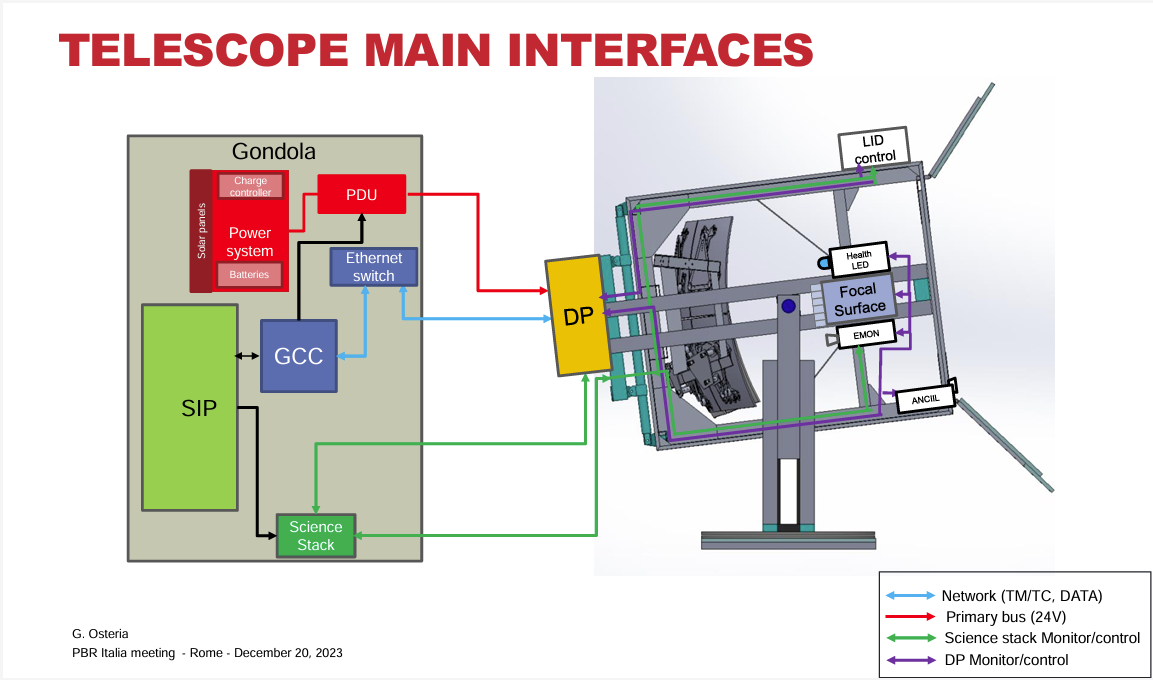 TELESCOPE MAIN INTERFACES
Gondola
Solar panels
Charge
controller
Power
system
Batteries
PDU
Ethernet
switch
GCC
SIP
Science
Stack
DP
LID
control
Health
LED
Focal
Surface
EMON
ANCIIL
Network (TM/TC, DATA)
Primary bus (24V)
Science stack Monitor/control
DP Monitor/control
G. Osteria
PBR Italia meeting - Rome - December 20, 2023